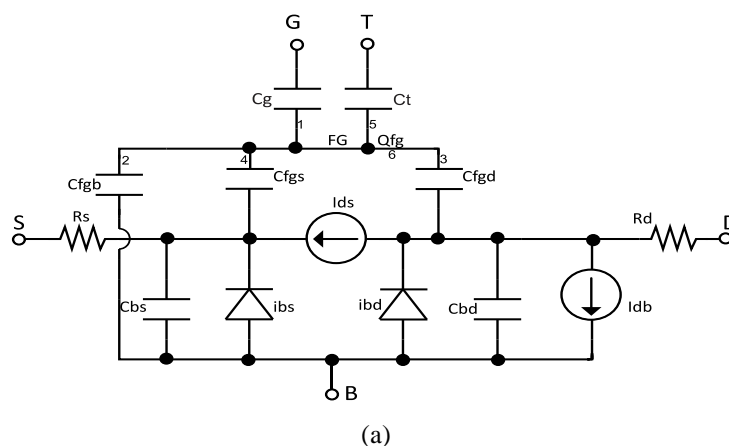 G T
Cg Ct
1 5
FG Qfg
6
2 4 3
Cfgb Cfgs Cfgd
Ids
S Rs Rd D
Cbs ibs ibd Cbd Idb
B
(a)